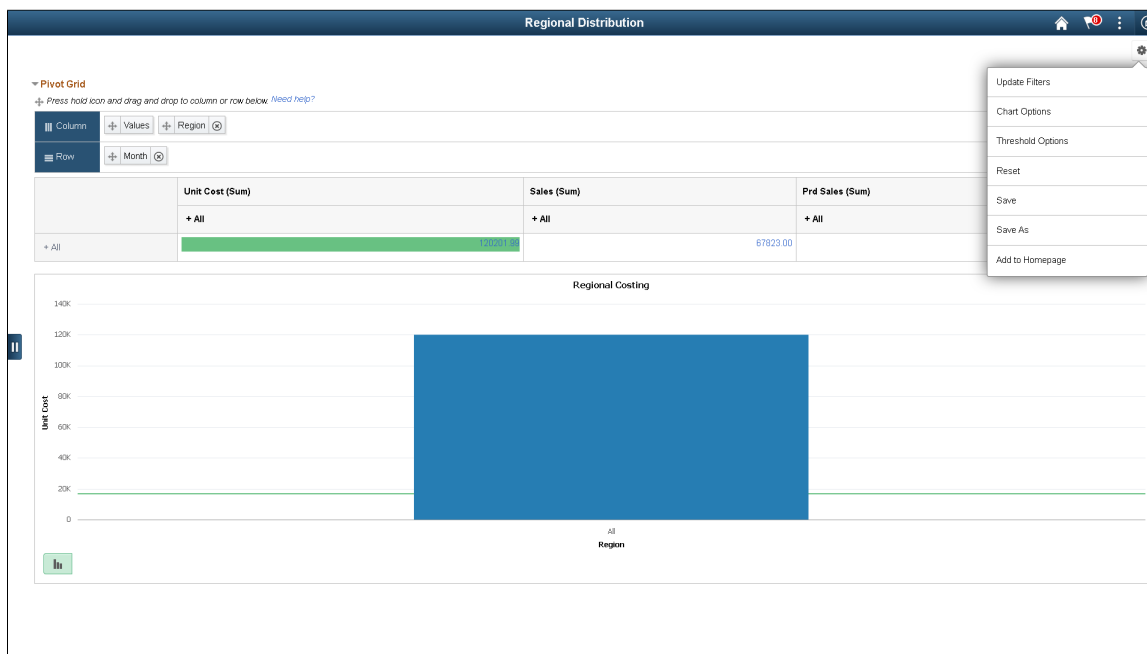 Regional Distribution
8
Update Filters
Chart Options
Threshold Options
Reset
Save
Save As
Add to Homepage
Pivot Grid
Press hold icon and drag and drop to column or row below. Need help?
Column Values Region
Row Month
Unit Cost (Sum) Sales (Sum) Prd Sales (Sum)
+ All + All + All
+ All 120201.99 67823.00
Regional Costing
140K
120K
100K
80K
60K
40K
20K
0
Unit Cost
All
Region